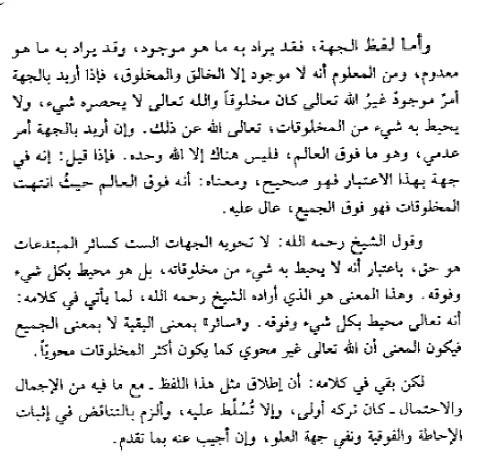 وأما لفظ الجهة، فقد يراد به ما هو موجود، وقد يراد به ما هو
معدوم، ومن المعلوم أنه لا موجود إلا الخالق والمخلوق، فإذا أريد بالجهة
أمرٌ موجودٌ غيرُ الله تعالى كان مخلوقاً والله تعالى لا يحصره شيء، ولا
يحيط به شيء من المخلوقات، تعالى الله عن ذلك. وإن أريد بالجهة أمر
عدمي، وهو ما فوق العالم، فليس هناك إلا الله وحده. فإذا قيل: إنه في
جهة بهذا الاعتبار فهو صحيح، ومعناه: أنه فوق العالم حيثُ انتهت
المخلوقات فهو فوق الجميع، عال عليه.
وقول الشيخ رحمه الله: لا تحويه الجهات الست كسائر المبتدعات
هو حق، باعتبار أنه لا يحيط به شيء من مخلوقاته، بل هو محيط بكل شيء
وفوقه. وهذا المعنى هو الذي أراده الشيخ رحمه الله، لما يأتي في كلامه:
أنه تعالى محيط بكل شيء وفوقه. و«سائر» بمعنى البقية لا بمعنى الجميع
فيكون المعنى أن الله تعالى غير محوي كما يكون أكثر المخلوقات محويّاً.
لكن بقي في كلامه: أن إطلاق مثل هذا اللفظ ـ مع ما فيه من الإجمال
والاحتمال ـ كان تركه أولى، وإلا تُسُلِّط عليه، وألزم بالتناقض في إثبات
الإحاطة والفوقية ونفي جهة العلو، وإن أجيب عنه بما تقدم.